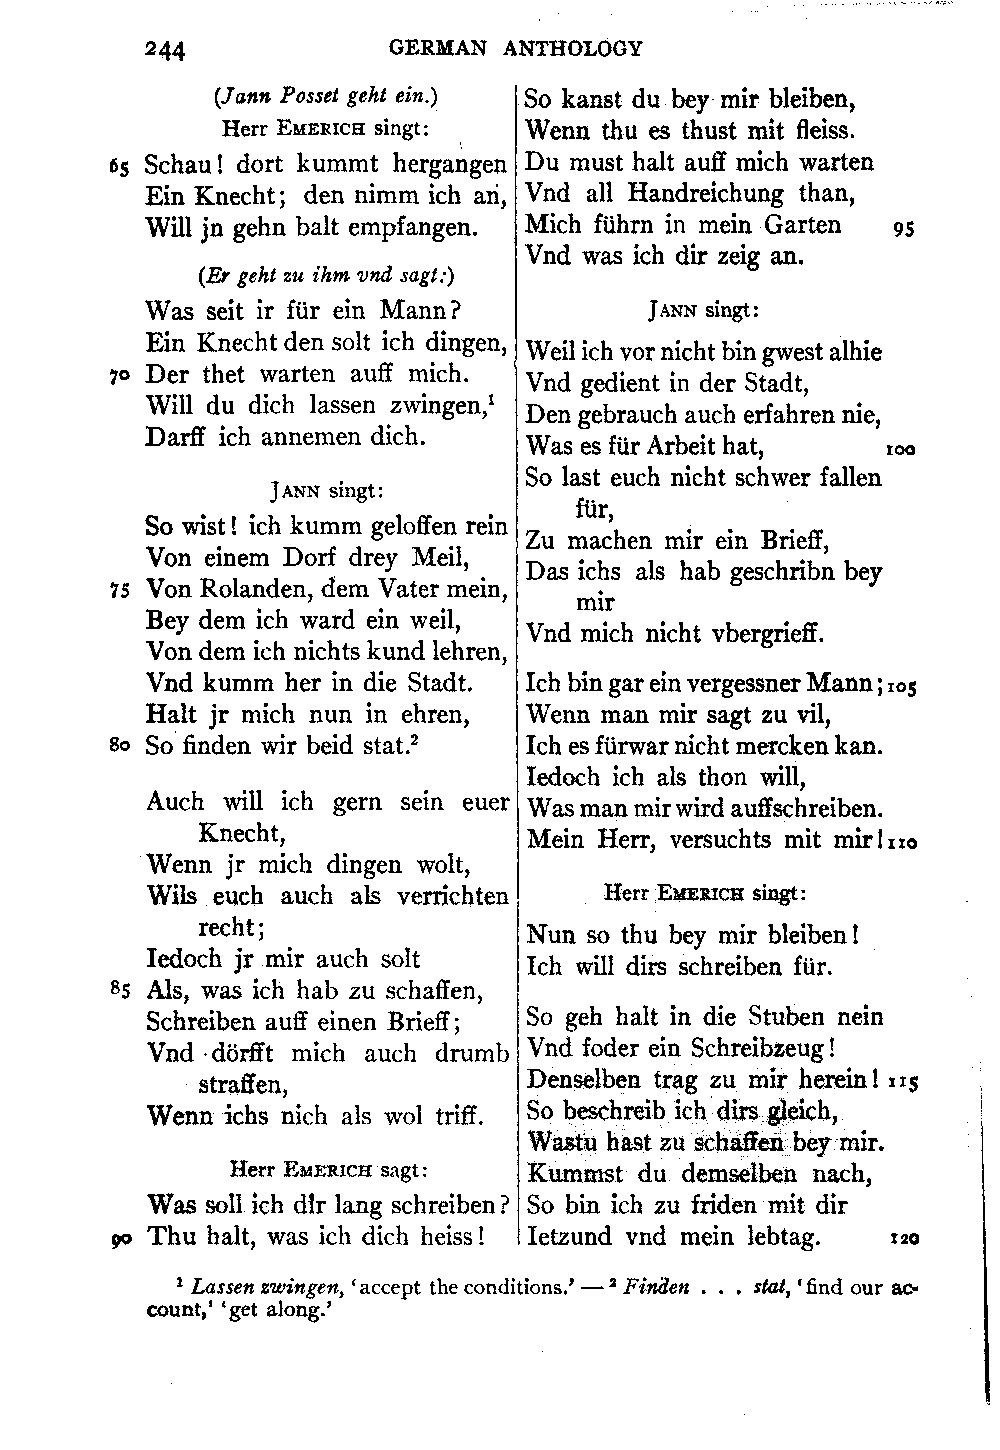 244 GERMAN ANTHOLOGY
(Jann Posset geht ein.)
Herr EMERICH singt:
65 Schau! dort kummt hergangen
Ein Knecht; den nimm ich an,
Will jn gehn balt empfangen.
(Er geht zu ihm vnd sagt:)
Was seit ir für ein Mann?
Ein Knecht den solt ich dingen,
70 Der thet warten auff mich.
Will du dich lassen zwingen,¹
Darff ich annemen dich.
JANN singt:
So wist! ich kumm geloffen rein
Von einem Dorf drey Meil,
75 Von Rolanden, dem Vater mein,
Bey dem ich ward ein weil,
Von dem ich nichts kund lehren,
Vnd kumm her in die Stadt.
Halt jr mich nun in ehren,
80 So finden wir beid stat.²
Auch will ich gern sein euer
Knecht,
Wenn jr mich dingen wolt,
Wils euch auch als verrichten
recht;
Iedoch jr mir auch solt
85 Als, was ich hab zu schaffen,
Schreiben auff einen Brieff;
Vnd dörfft mich auch drumb
straffen,
Wenn ichs nich als wol triff.
Herr EMERICH sagt:
Was soll ich dir lang schreiben?
90 Thu halt, was ich dich heiss!
So kanst du bey mir bleiben,
Wenn thu es thust mit fleiss.
Du must halt auff mich warten
Vnd all Handreichung than,
Mich führn in mein Garten 95
Vnd was ich dir zeig an.
JANN singt:
Weil ich vor nicht bin gwest alhie
Vnd gedient in der Stadt,
Den gebrauch auch erfahren nie,
Was es für Arbeit hat, 100
So last euch nicht schwer fallen
für,
Zu machen mir ein Brieff,
Das ichs als hab geschribn bey
mir
Vnd mich nicht vbergrieff.
Ich bin gar ein vergessner Mann; 105
Wenn man mir sagt zu vil,
Ich es fürwar nicht mercken kan.
Iedoch ich als thon will,
Was man mir wird auffschreiben.
Mein Herr, versuchts mit mir! 110
Herr EMERICH singt:
Nun so thu bey mir bleiben!
Ich will dirs schreiben für.
So geh halt in die Stuben nein
Vnd foder ein Schreibzeug!
Denselben trag zu mir herein! 115
So beschreib ich dirs gleich,
Wastu hast zu schaffen bey mir.
Kummst du demselben nach,
So bin ich zu friden mit dir
Ietzund vnd mein lebtag. 120
¹ Lassen zwingen, ‘accept the conditions.’ — ² Finden . . . stat, ‘find our ac-
count,’ ‘get along.’